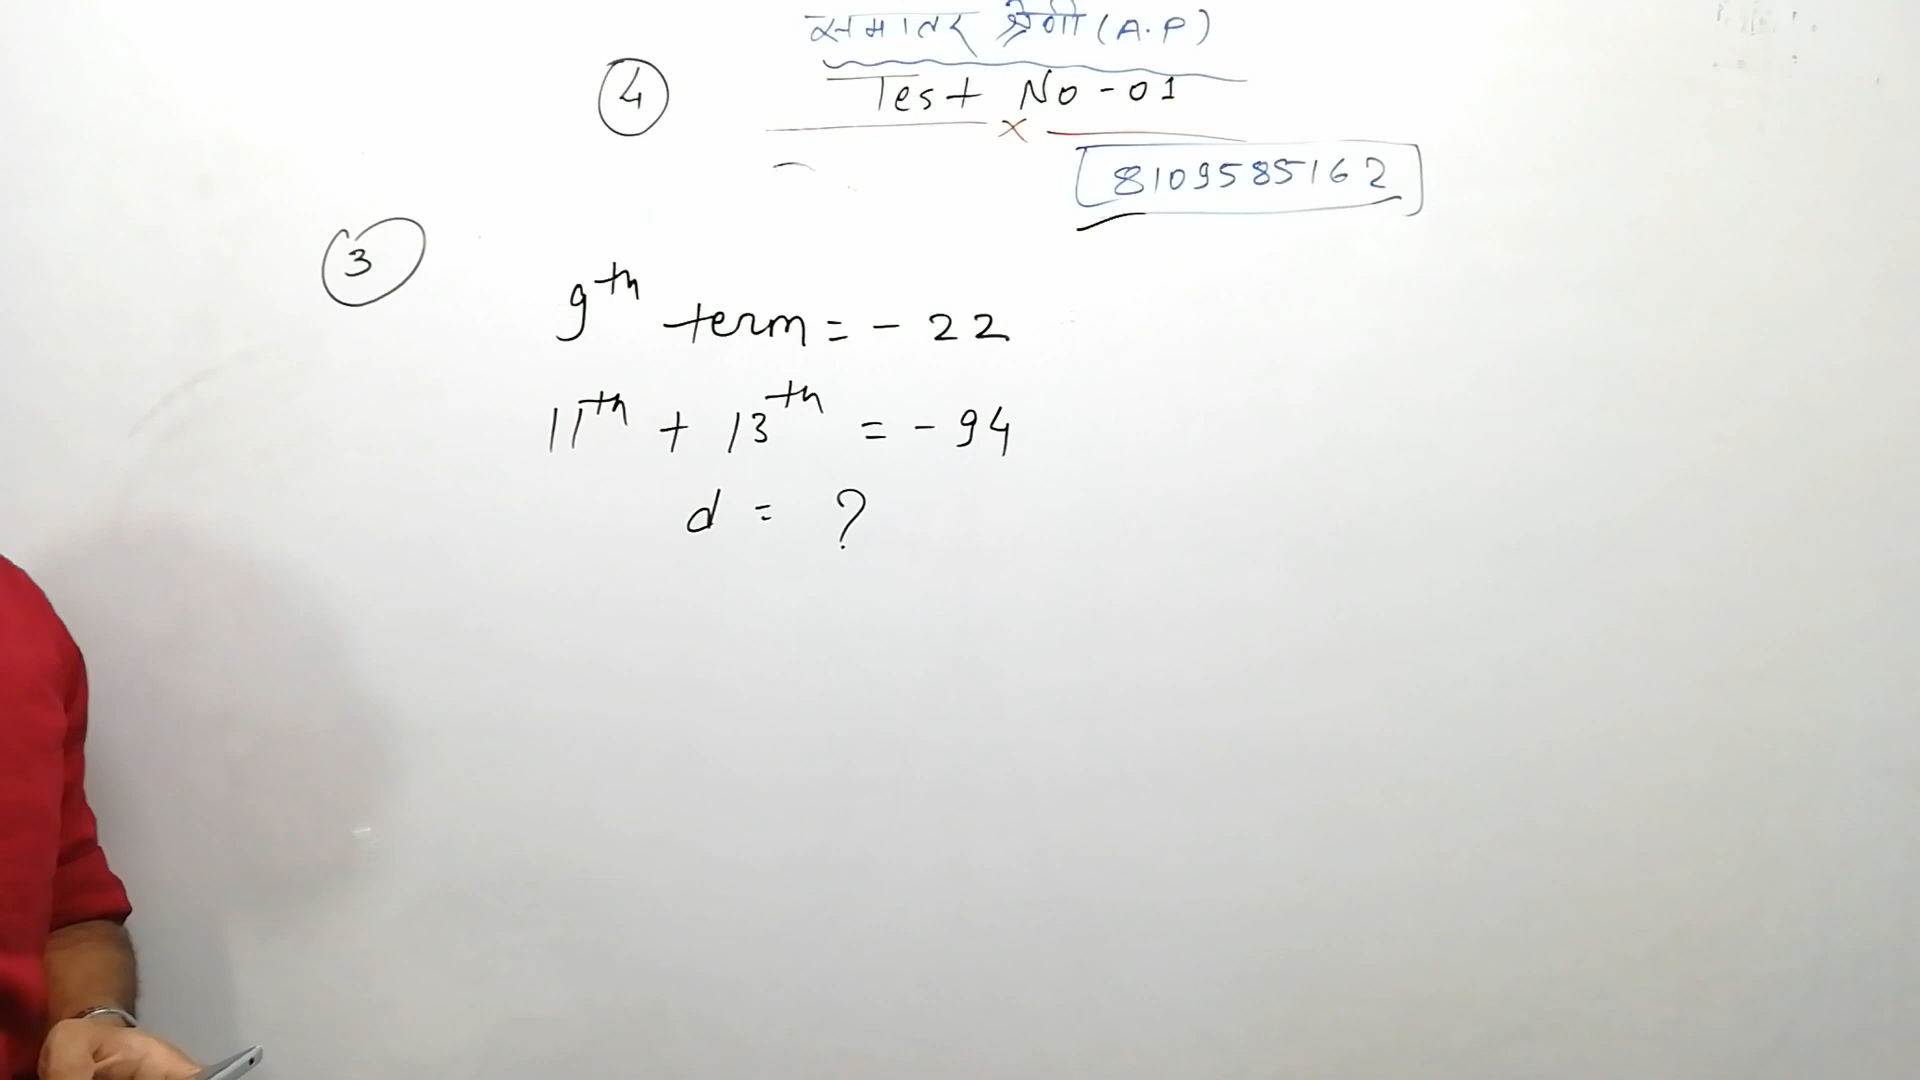 समान्तर श्रेणी (A.P)
4 Test No-01
8109585162
3
9th term = - 22
11th + 13th = - 94
d = ?